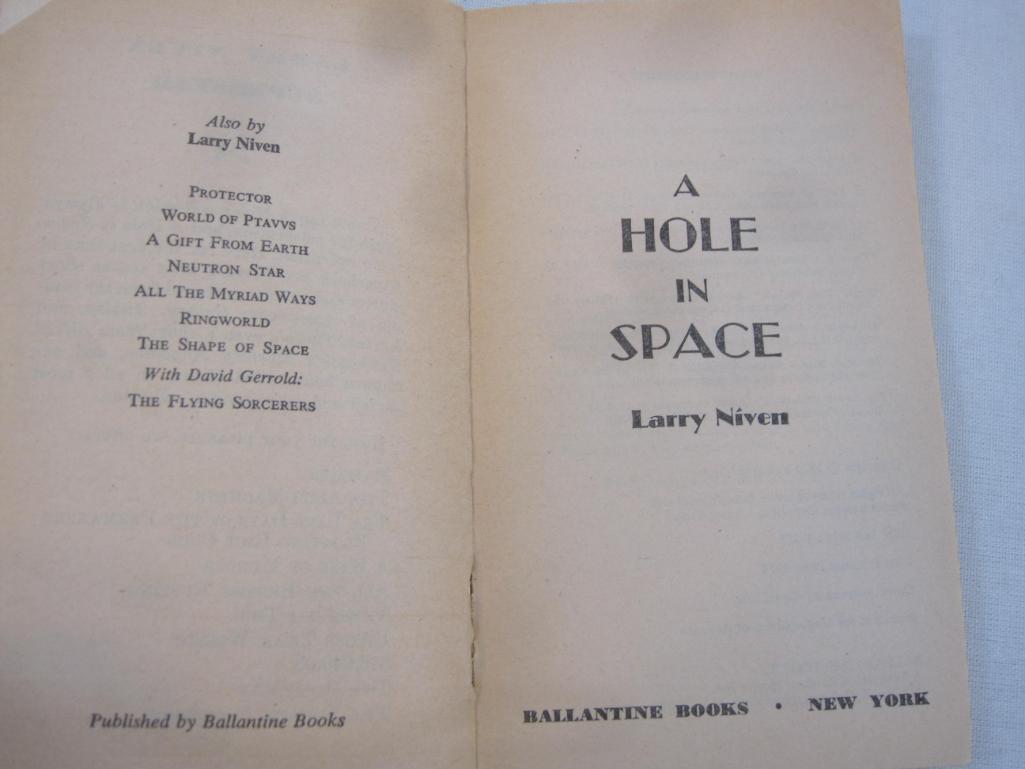 Also by
Larry Niven
PROTECTOR
WORLD OF PTAVVS
A GIFT FROM EARTH
NEUTRON STAR
ALL THE MYRIAD WAYS
RINGWORLD
THE SHAPE OF SPACE
With David Gerrold:
THE FLYING SORCERERS
Published by Ballantine Books
A
HOLE
IN
SPACE
Larry Niven
BALLANTINE BOOKS • NEW YORK